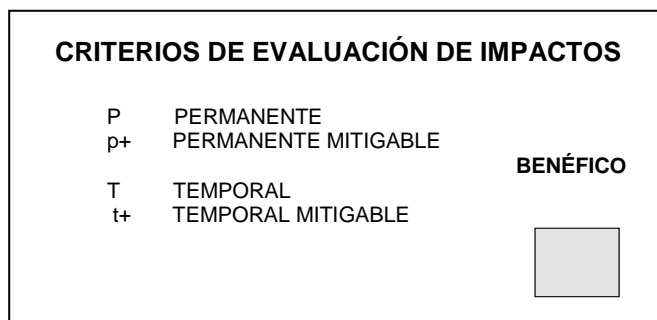 CRITERIOS DE EVALUACIÓN DE IMPACTOS
P PERMANENTE
p+ PERMANENTE MITIGABLE
BENÉFICO
T TEMPORAL
t+ TEMPORAL MITIGABLE